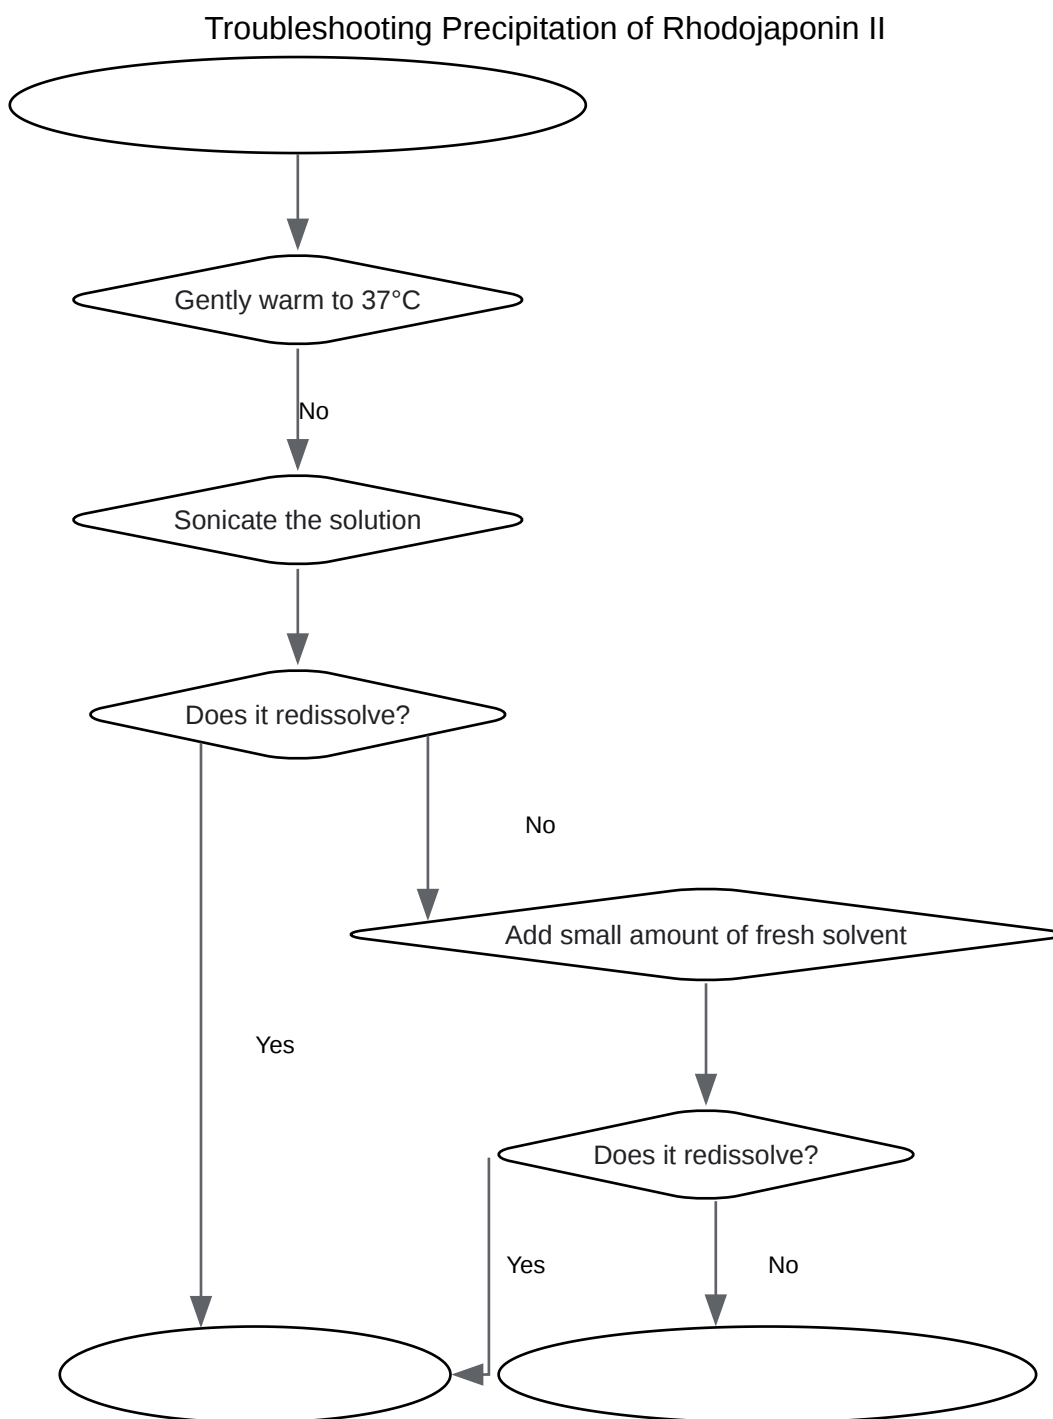 Troubleshooting Precipitation of Rhodojaponin II
Gently warm to 37°C
No
Sonicate the solution
Does it redissolve?
No
Add small amount of fresh solvent
Yes
Does it redissolve?
Yes
No